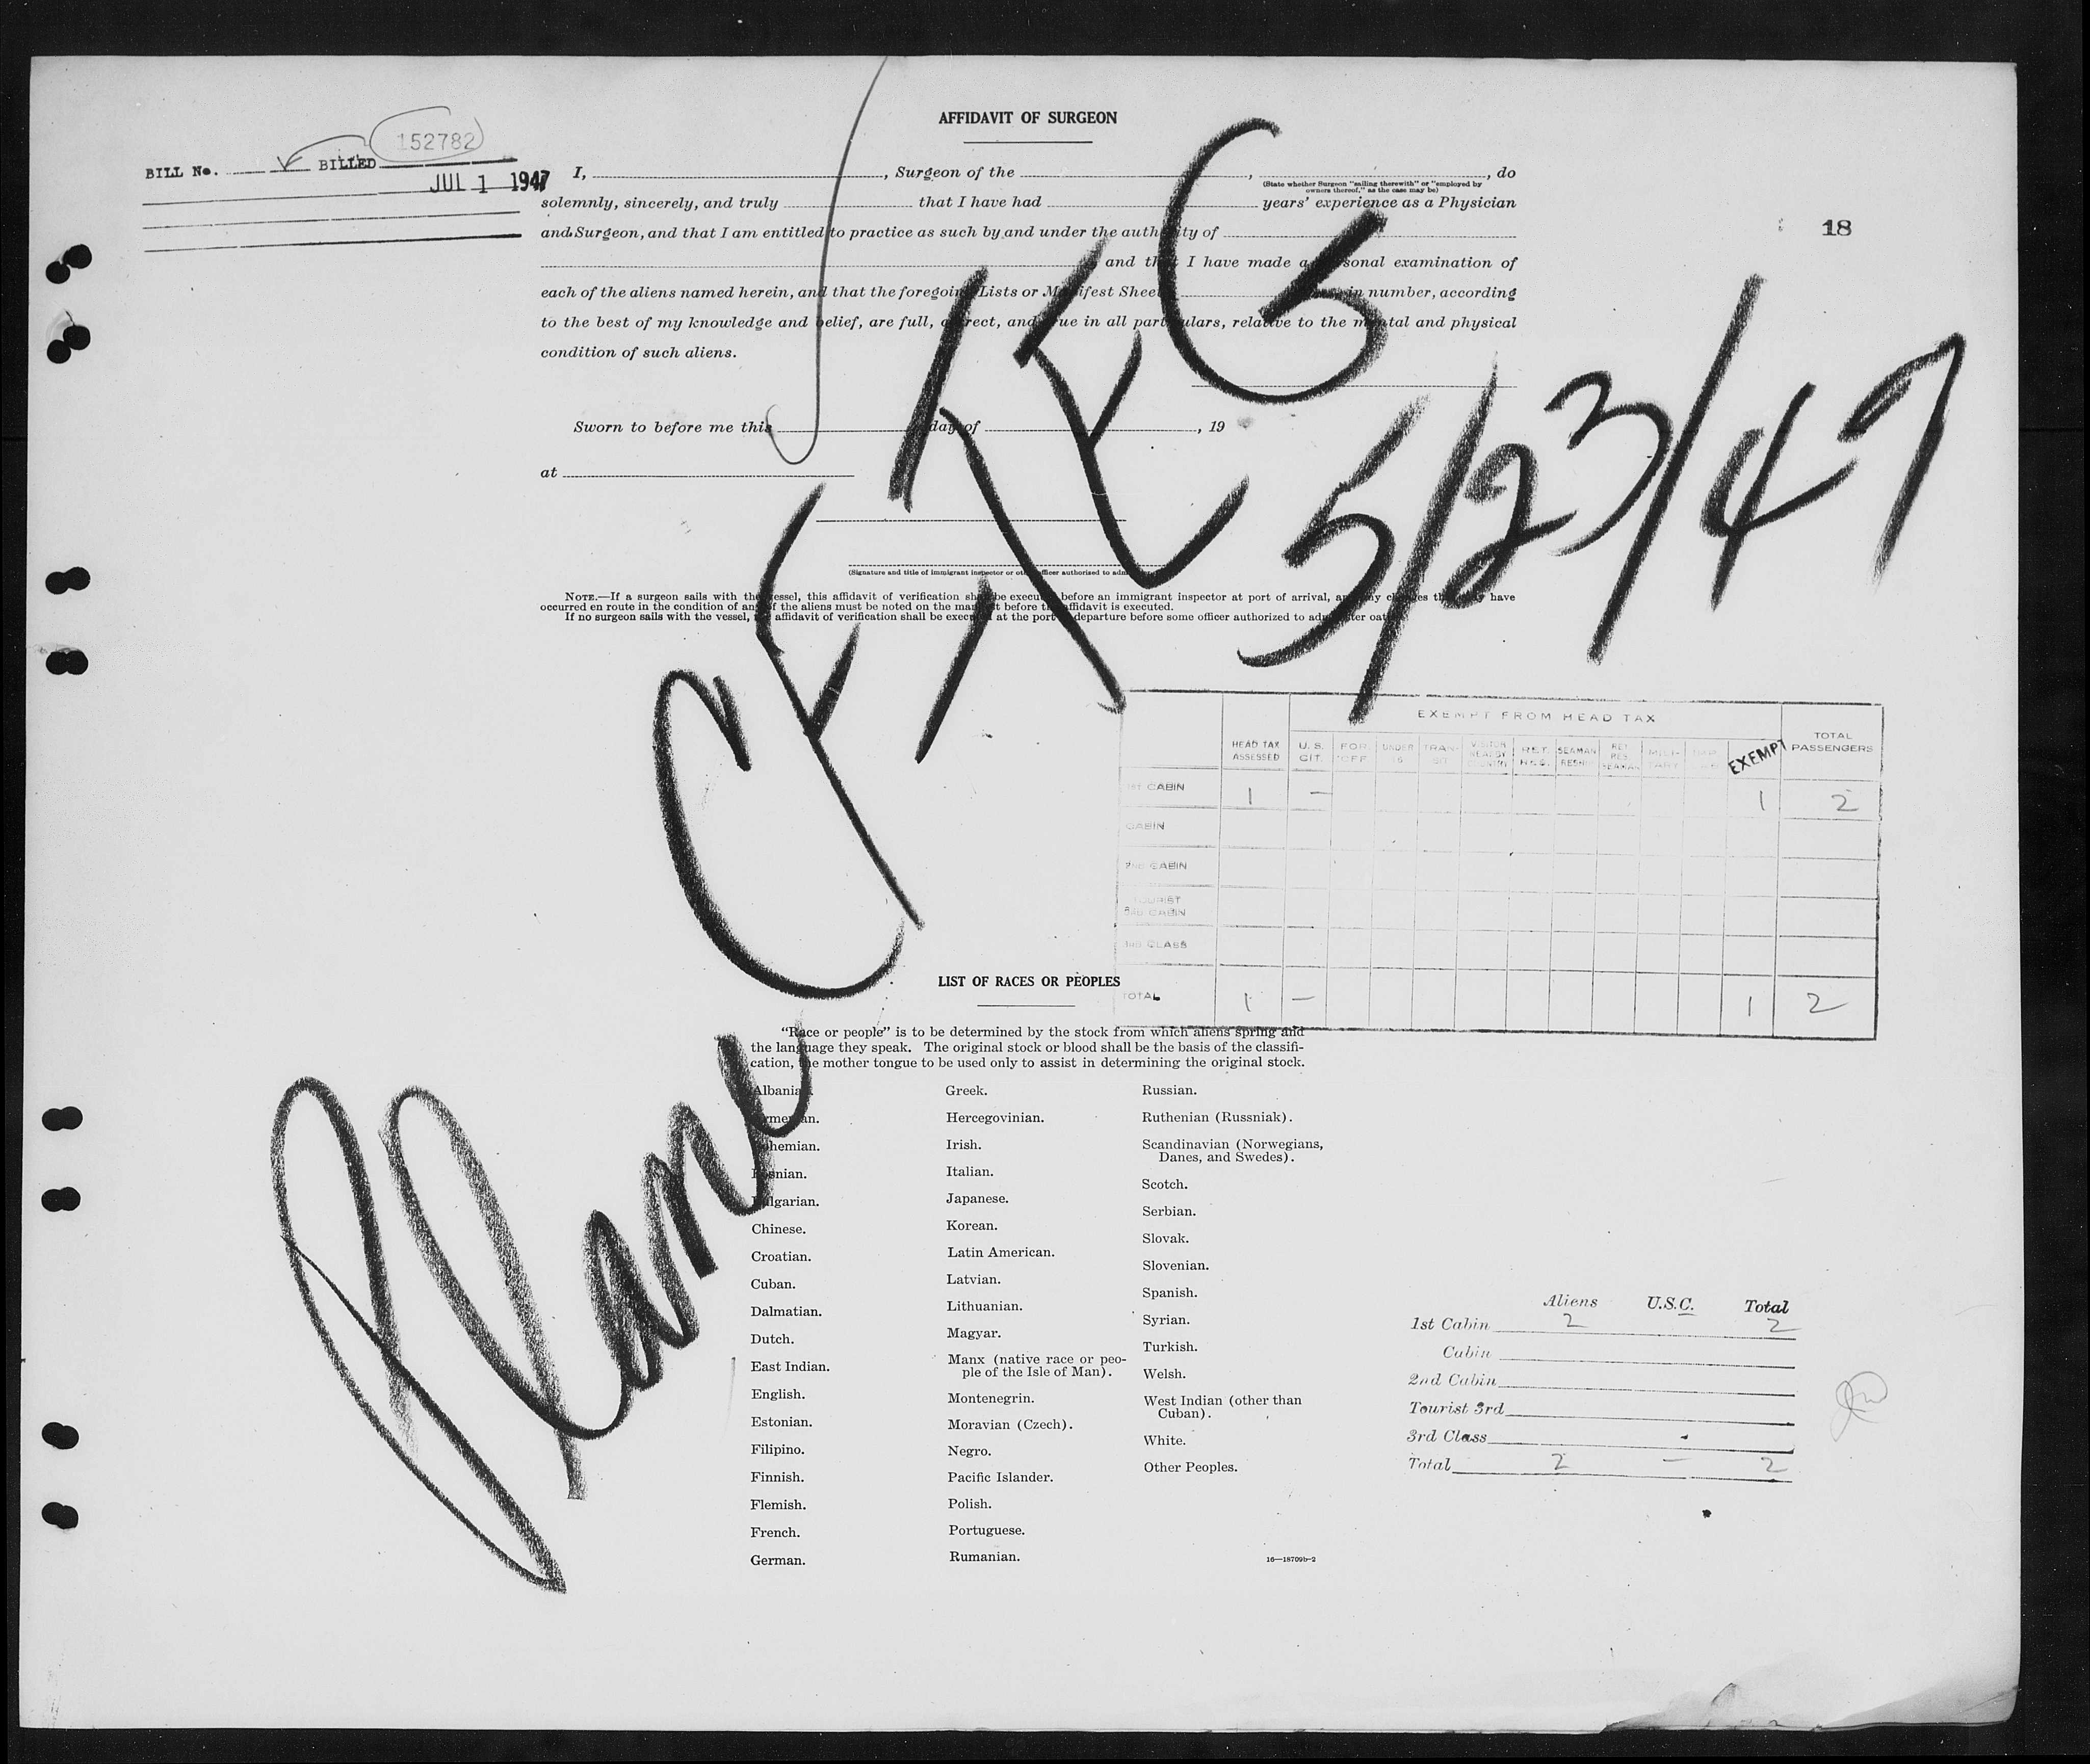 AFFIDAVIT OF SURGEON
152782
BILL No. BILLED
JUL 1 1947
I, , Surgeon of the , , do
(State whether Surgeon "sailing therewith" or "employed by
owners thereof," as the case may be)
solemnly, sincerely, and truly that I have had years' experience as a Physician
and Surgeon, and that I am entitled to practice as such by and under the authority of
18
and that I have made a personal examination of
each of the aliens named herein, and that the foregoing Lists or Manifest Sheets, in number, according
to the best of my knowledge and belief, are full, correct, and true in all particulars, relative to the mental and physical
condition of such aliens.
Sworn to before me this day of , 19
at
(Signature and title of immigrant inspector or other officer authorized to administer
NOTE.—If a surgeon sails with the vessel, this affidavit of verification shall be executed before an immigrant inspector at port of arrival, and any changes that may have
occurred en route in the condition of any of the aliens must be noted on the manifest before the affidavit is executed.
If no surgeon sails with the vessel, the affidavit of verification shall be executed at the port of departure before some officer authorized to administer oaths
Plane CF-TEG
5/23/47
EXEMPT FROM HEAD TAX
HEAD TAX ASSESSED U. S. CIT. FOR. OFF. UNDER 16 TRANSIT VISITOR NEARBY COUNTRY RET. RES. SEAMAN RESHIP RET RES SEAMAN MILITARY EXEMPT TOTAL PASSENGERS
1ST CABIN 1 – 1 2
CABIN
2ND CABIN
TOURIST
3RD CABIN
3RD CLASS
TOTAL 1 – 1 2
LIST OF RACES OR PEOPLES
"Race or people" is to be determined by the stock from which aliens spring and
the language they speak. The original stock or blood shall be the basis of the classifi-
cation, the mother tongue to be used only to assist in determining the original stock.
Albanian.
Armenian.
Bohemian.
Bosnian.
Bulgarian.
Chinese.
Croatian.
Cuban.
Dalmatian.
Dutch.
East Indian.
English.
Estonian.
Filipino.
Finnish.
Flemish.
French.
German.
Greek.
Hercegovinian.
Irish.
Italian.
Japanese.
Korean.
Latin American.
Latvian.
Lithuanian.
Magyar.
Manx (native race or peo-
ple of the Isle of Man).
Montenegrin.
Moravian (Czech).
Negro.
Pacific Islander.
Polish.
Portuguese.
Rumanian.
Russian.
Ruthenian (Russniak).
Scandinavian (Norwegians,
Danes, and Swedes).
Scotch.
Serbian.
Slovak.
Slovenian.
Spanish.
Syrian.
Turkish.
Welsh.
West Indian (other than
Cuban).
White.
Other Peoples.
16—18709b-2
Aliens U.S.C. Total
1st Cabin 2 2
Cabin
2nd Cabin
Tourist 3rd
3rd Class
Total 2 – 2